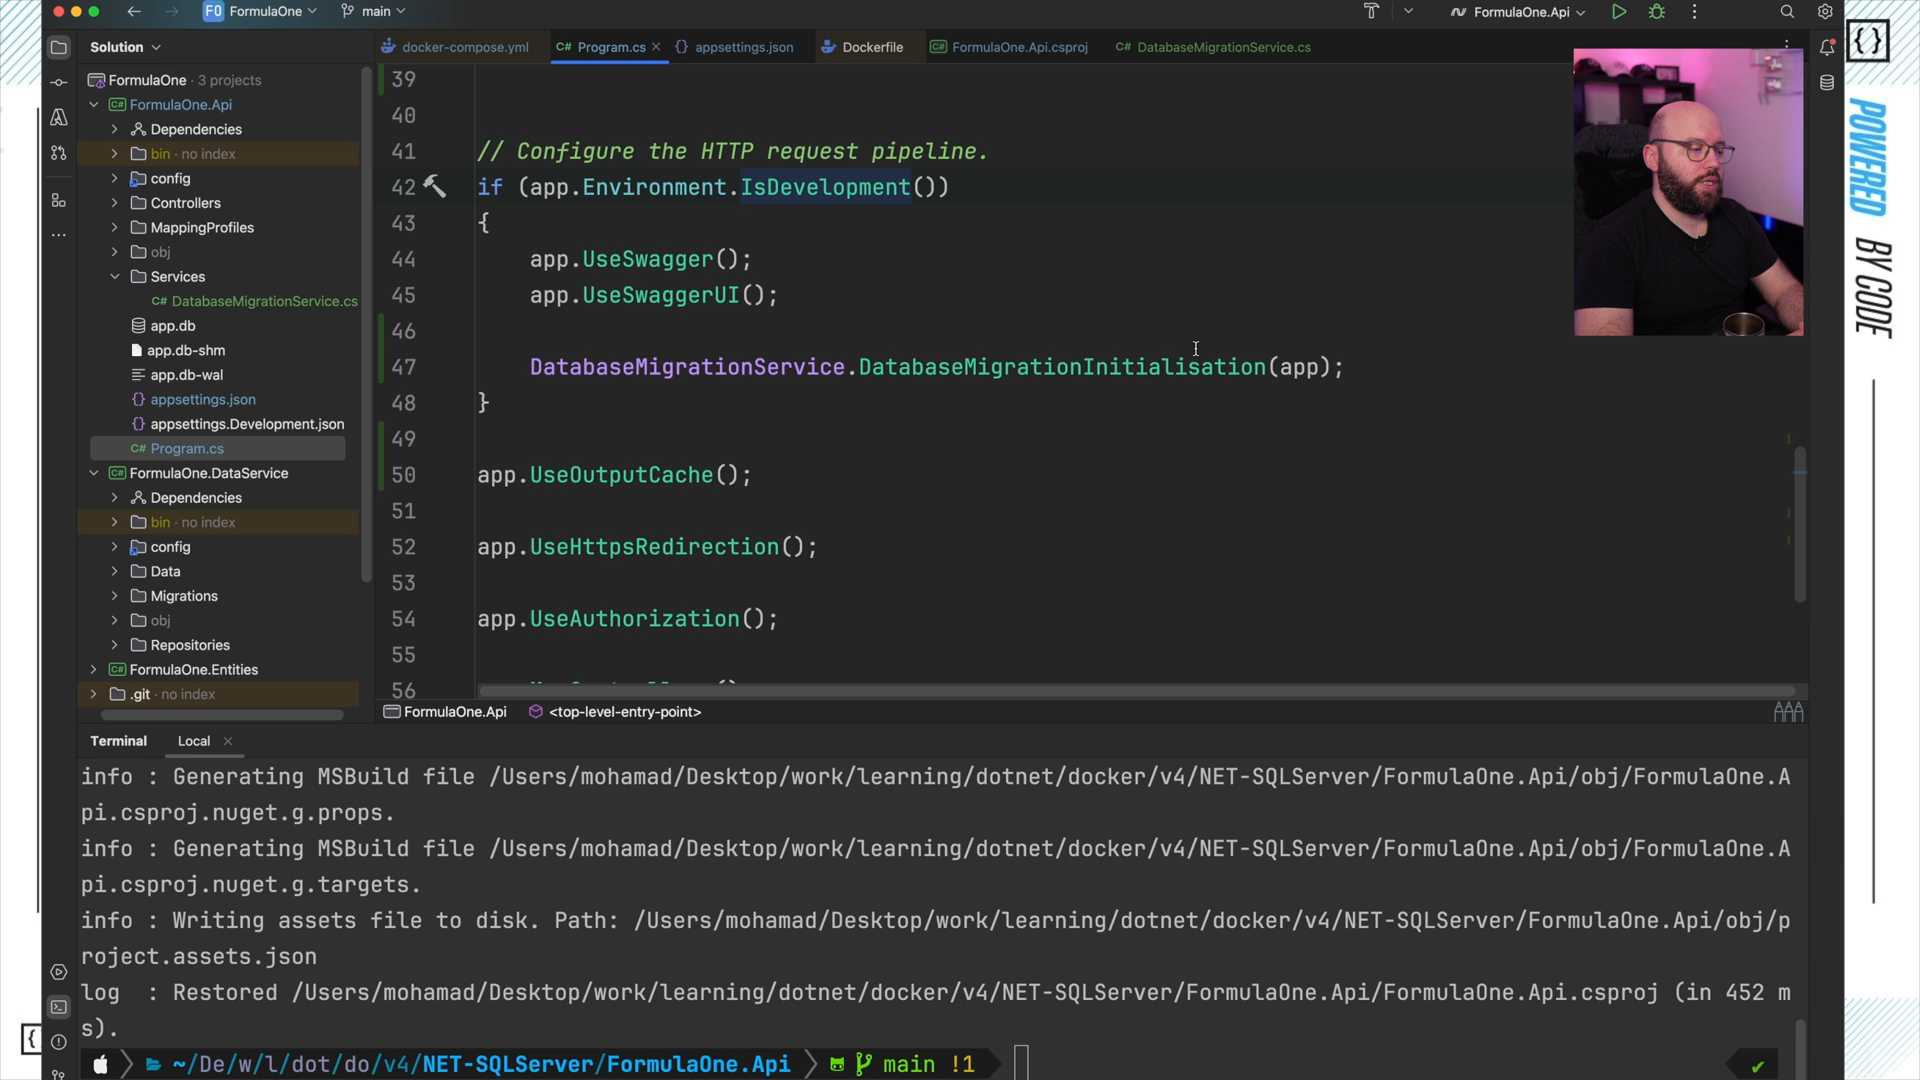 FO FormulaOne main
FormulaOne.Api
Solution
docker-compose.yml
C# Program.cs
{} appsettings.json
Dockerfile
C# FormulaOne.Api.csproj
C# DatabaseMigrationService.cs
{}
POWERED BY CODE
FormulaOne · 3 projects
C# FormulaOne.Api
Dependencies
bin · no index
config
Controllers
MappingProfiles
obj
Services
C# DatabaseMigrationService.cs
app.db
app.db-shm
app.db-wal
{} appsettings.json
{} appsettings.Development.json
C# Program.cs
C# FormulaOne.DataService
Dependencies
bin · no index
config
Data
Migrations
obj
Repositories
C# FormulaOne.Entities
.git · no index
39
40
41 // Configure the HTTP request pipeline.
42 if (app.Environment.IsDevelopment())
43 {
44 app.UseSwagger();
45 app.UseSwaggerUI();
46
47 DatabaseMigrationService.DatabaseMigrationInitialisation(app);
48 }
49
50 app.UseOutputCache();
51
52 app.UseHttpsRedirection();
53
54 app.UseAuthorization();
55
56
FormulaOne.Api <top-level-entry-point>
Terminal Local
info : Generating MSBuild file /Users/mohamad/Desktop/work/learning/dotnet/docker/v4/NET-SQLServer/FormulaOne.Api/obj/FormulaOne.A
pi.csproj.nuget.g.props.
info : Generating MSBuild file /Users/mohamad/Desktop/work/learning/dotnet/docker/v4/NET-SQLServer/FormulaOne.Api/obj/FormulaOne.A
pi.csproj.nuget.g.targets.
info : Writing assets file to disk. Path: /Users/mohamad/Desktop/work/learning/dotnet/docker/v4/NET-SQLServer/FormulaOne.Api/obj/p
roject.assets.json
log : Restored /Users/mohamad/Desktop/work/learning/dotnet/docker/v4/NET-SQLServer/FormulaOne.Api/FormulaOne.Api.csproj (in 452 m
s).
~/De/w/l/dot/do/v4/NET-SQLServer/FormulaOne.Api main !1